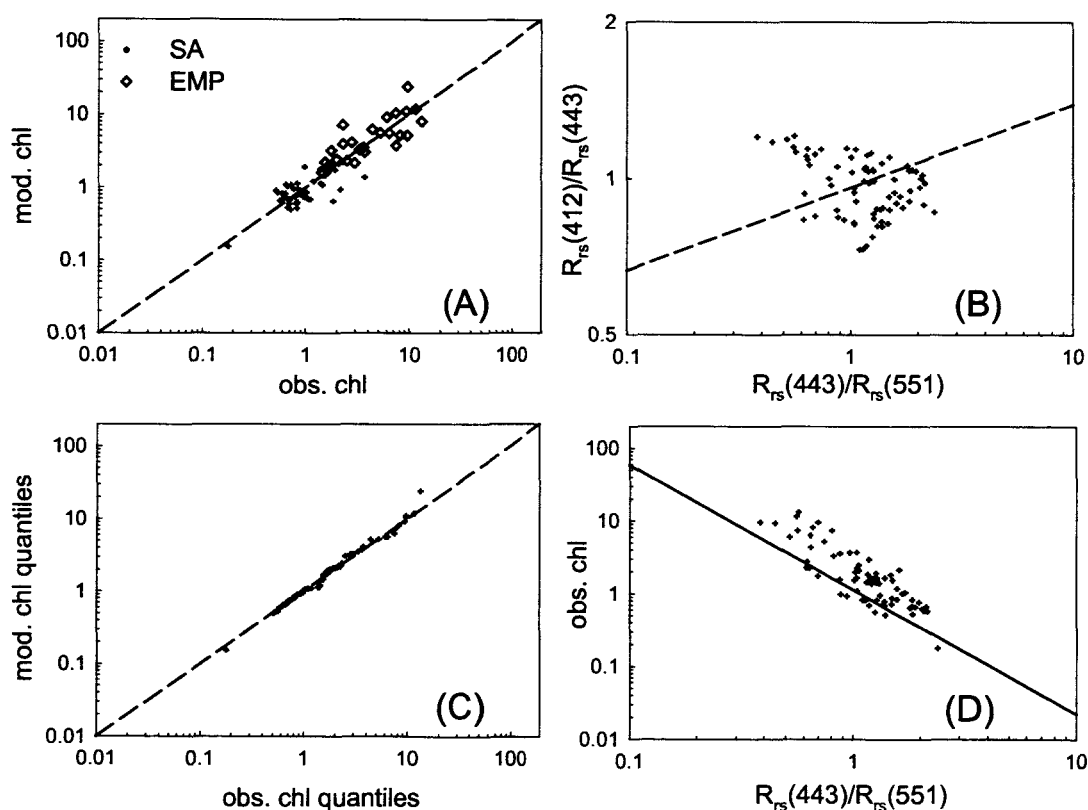 100
10
1
0.1
0.01
mod. chl
SA
EMP
(A)
0.01 0.1 1 10 100
obs. chl
2
1
0.5
Rrs(412)/Rrs(443)
(B)
0.1 1 10
Rrs(443)/Rrs(551)
100
10
1
0.1
0.01
mod. chl quantiles
(C)
0.01 0.1 1 10 100
obs. chl quantiles
100
10
1
0.1
0.01
obs. chl
(D)
0.1 1 10
Rrs(443)/Rrs(551)